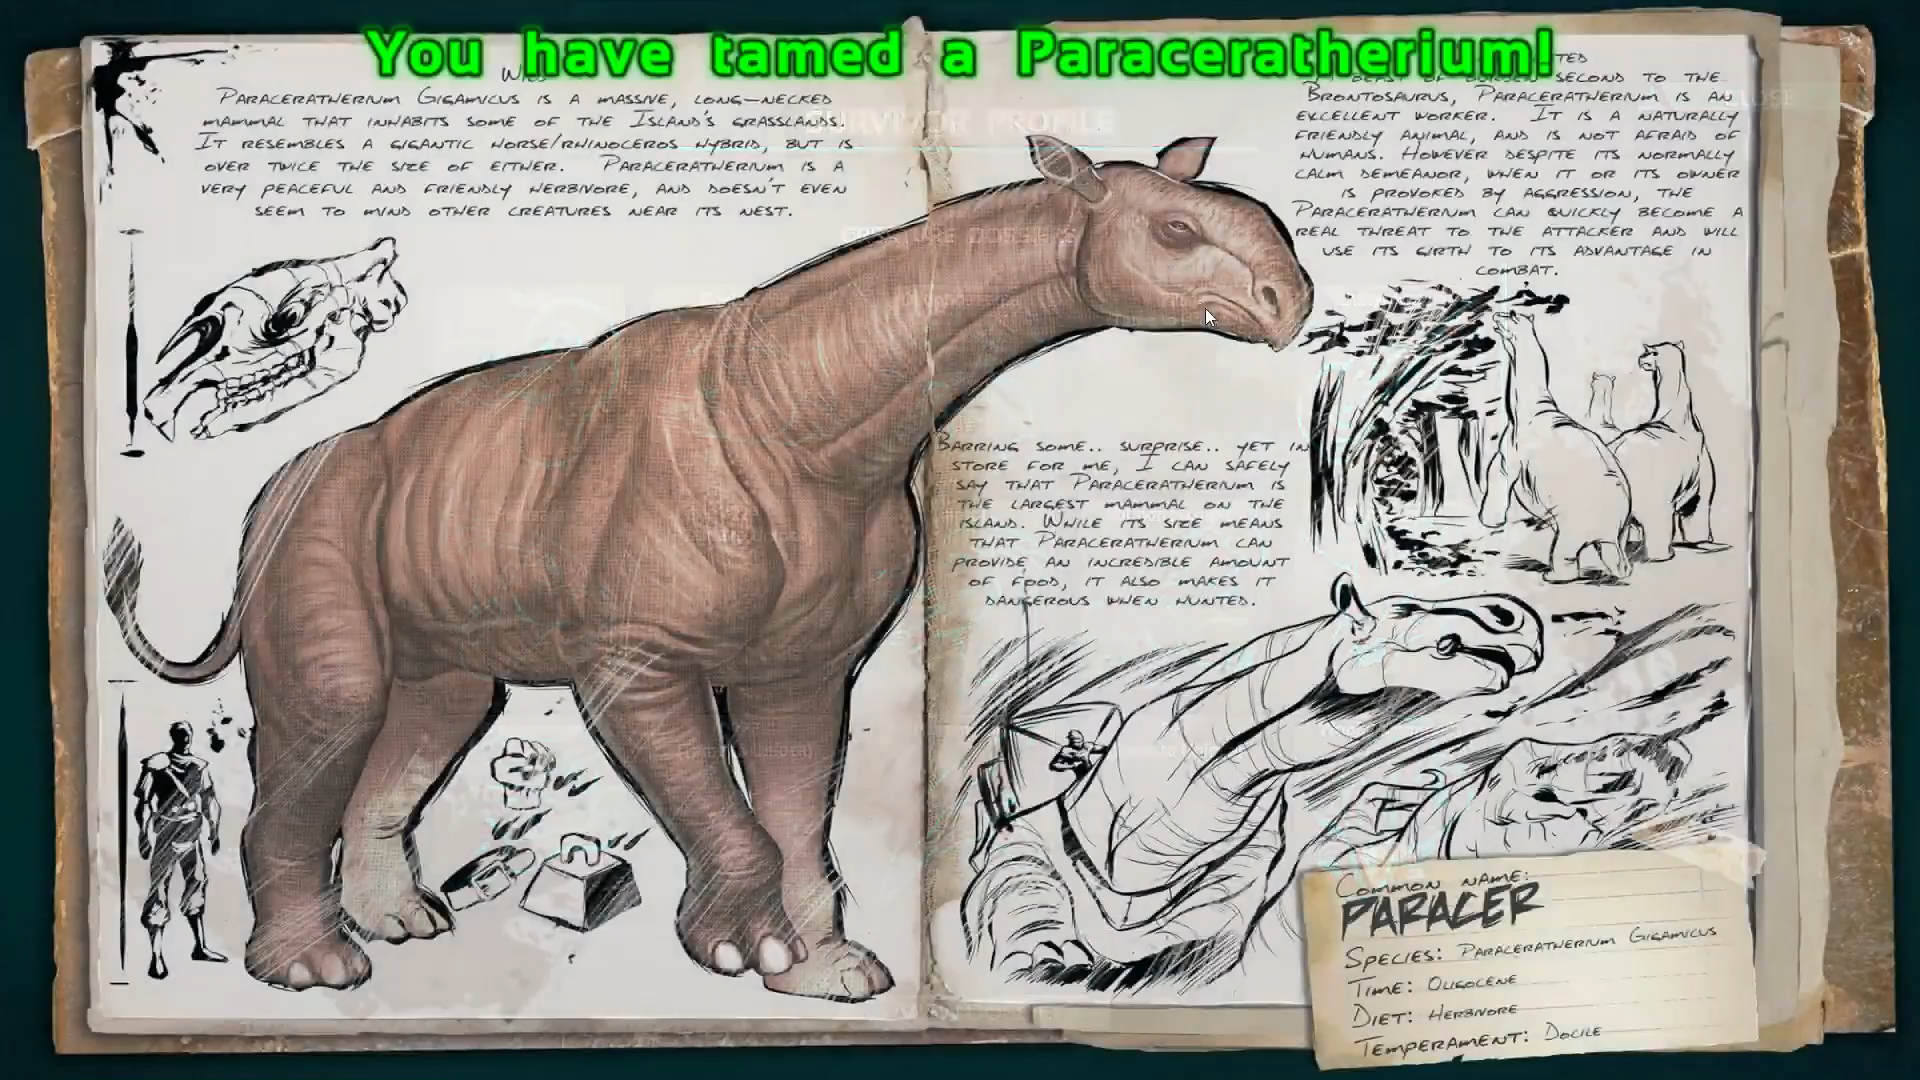 You have tamed a Paraceratherium!
Wild
Paraceratherium Gigamicus is a massive, long-necked
mammal that inhabits some of the Island's grasslands.
It resembles a gigantic horse/rhinoceros hybrid, but is
over twice the size of either. Paraceratherium is a
very peaceful and friendly herbivore, and doesn't even
seem to mind other creatures near its nest.
second to the
Brontosaurus, Paraceratherium is an
excellent worker. It is a naturally
friendly animal, and is not afraid of
humans. However despite its normally
calm demeanor, when it or its owner
is provoked by aggression, the
Paraceratherium can quickly become a
real threat to the attacker and will
use its girth to its advantage in
combat.
CLOSE
SURVIVOR PROFILE
CREATURE DOSSIERS
Barring some.. surprise.. yet in
store for me, I can safely
say that Paraceratherium is
the largest mammal on the
island. While its size means
that Paraceratherium can
provide an incredible amount
of food, it also makes it
dangerous when hunted.
Common name:
PARACER
Species: Paraceratherium Gigamicus
Time: Oligocene
Diet: Herbivore
Temperament: Docile